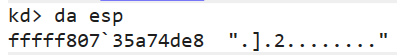 kd> da esp
fffff807`35a74de8  ".].2........"